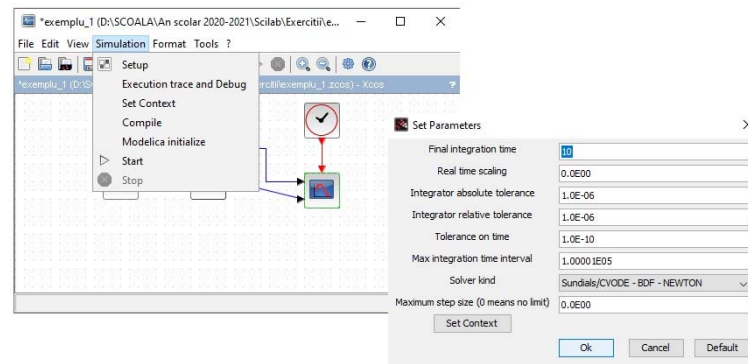 *exemplu_1 (D:\SCOALA\An scolar 2020-2021\Scilab\Exercitii\e...
File Edit View Simulation Format Tools ?
*exemplu_1 (D:\S
ercitii\exemplu_1.zcos) - Xcos
?
Setup
Execution trace and Debug
Set Context
Compile
Modelica initialize
Start
Stop
Set Parameters
Final integration time 10
Real time scaling 0.0E00
Integrator absolute tolerance 1.0E-06
Integrator relative tolerance 1.0E-06
Tolerance on time 1.0E-10
Max integration time interval 1.00001E05
Solver kind Sundials/CVODE - BDF - NEWTON
Maximum step size (0 means no limit) 0.0E00
Set Context
Ok Cancel Default